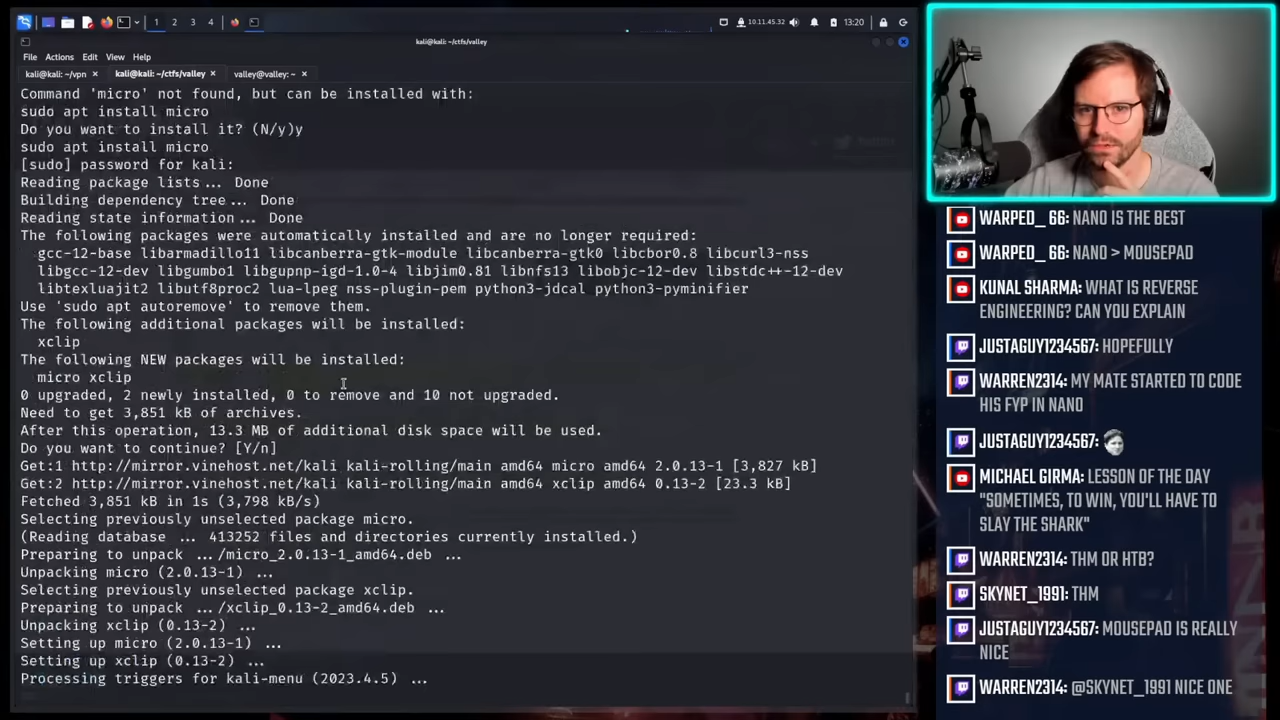 1 2 3 4
10.11.45.32
13:20
kali@kali: ~/ctfs/valley
File Actions Edit View Help
kali@kali: ~/vpn × kali@kali: ~/ctfs/valley × valley@valley: ~ ×
Command 'micro' not found, but can be installed with:
sudo apt install micro
Do you want to install it? (N/y)y
sudo apt install micro
[sudo] password for kali:
Reading package lists... Done
Building dependency tree... Done
Reading state information... Done
The following packages were automatically installed and are no longer required:
gcc-12-base libarmadillo11 libcanberra-gtk-module libcanberra-gtk0 libcbor0.8 libcurl3-nss
libgcc-12-dev libgumbo1 libgupnp-igd-1.0-4 libjim0.81 libnfs13 libobjc-12-dev libstdc++-12-dev
libtexluajit2 libutf8proc2 lua-lpeg nss-plugin-pem python3-jdcal python3-pyminifier
Use 'sudo apt autoremove' to remove them.
The following additional packages will be installed:
xclip
The following NEW packages will be installed:
micro xclip
0 upgraded, 2 newly installed, 0 to remove and 10 not upgraded.
Need to get 3,851 kB of archives.
After this operation, 13.3 MB of additional disk space will be used.
Do you want to continue? [Y/n]
Get:1 http://mirror.vinehost.net/kali kali-rolling/main amd64 micro amd64 2.0.13-1 [3,827 kB]
Get:2 http://mirror.vinehost.net/kali kali-rolling/main amd64 xclip amd64 0.13-2 [23.3 kB]
Fetched 3,851 kB in 1s (3,798 kB/s)
Selecting previously unselected package micro.
(Reading database ... 413252 files and directories currently installed.)
Preparing to unpack .../micro_2.0.13-1_amd64.deb ...
Unpacking micro (2.0.13-1) ...
Selecting previously unselected package xclip.
Preparing to unpack .../xclip_0.13-2_amd64.deb ...
Unpacking xclip (0.13-2) ...
Setting up micro (2.0.13-1) ...
Setting up xclip (0.13-2) ...
Processing triggers for kali-menu (2023.4.5) ...
WARPED_66: NANO IS THE BEST
WARPED_66: NANO > MOUSEPAD
KUNAL SHARMA: WHAT IS REVERSE
ENGINEERING? CAN YOU EXPLAIN
JUSTAGUY1234567: HOPEFULLY
WARREN2314: MY MATE STARTED TO CODE
HIS FYP IN NANO
JUSTAGUY1234567:
MICHAEL GIRMA: LESSON OF THE DAY
"SOMETIMES, TO WIN, YOU'LL HAVE TO
SLAY THE SHARK"
WARREN2314: THM OR HTB?
SKYNET_1991: THM
JUSTAGUY1234567: MOUSEPAD IS REALLY
NICE
WARREN2314: @SKYNET_1991 NICE ONE